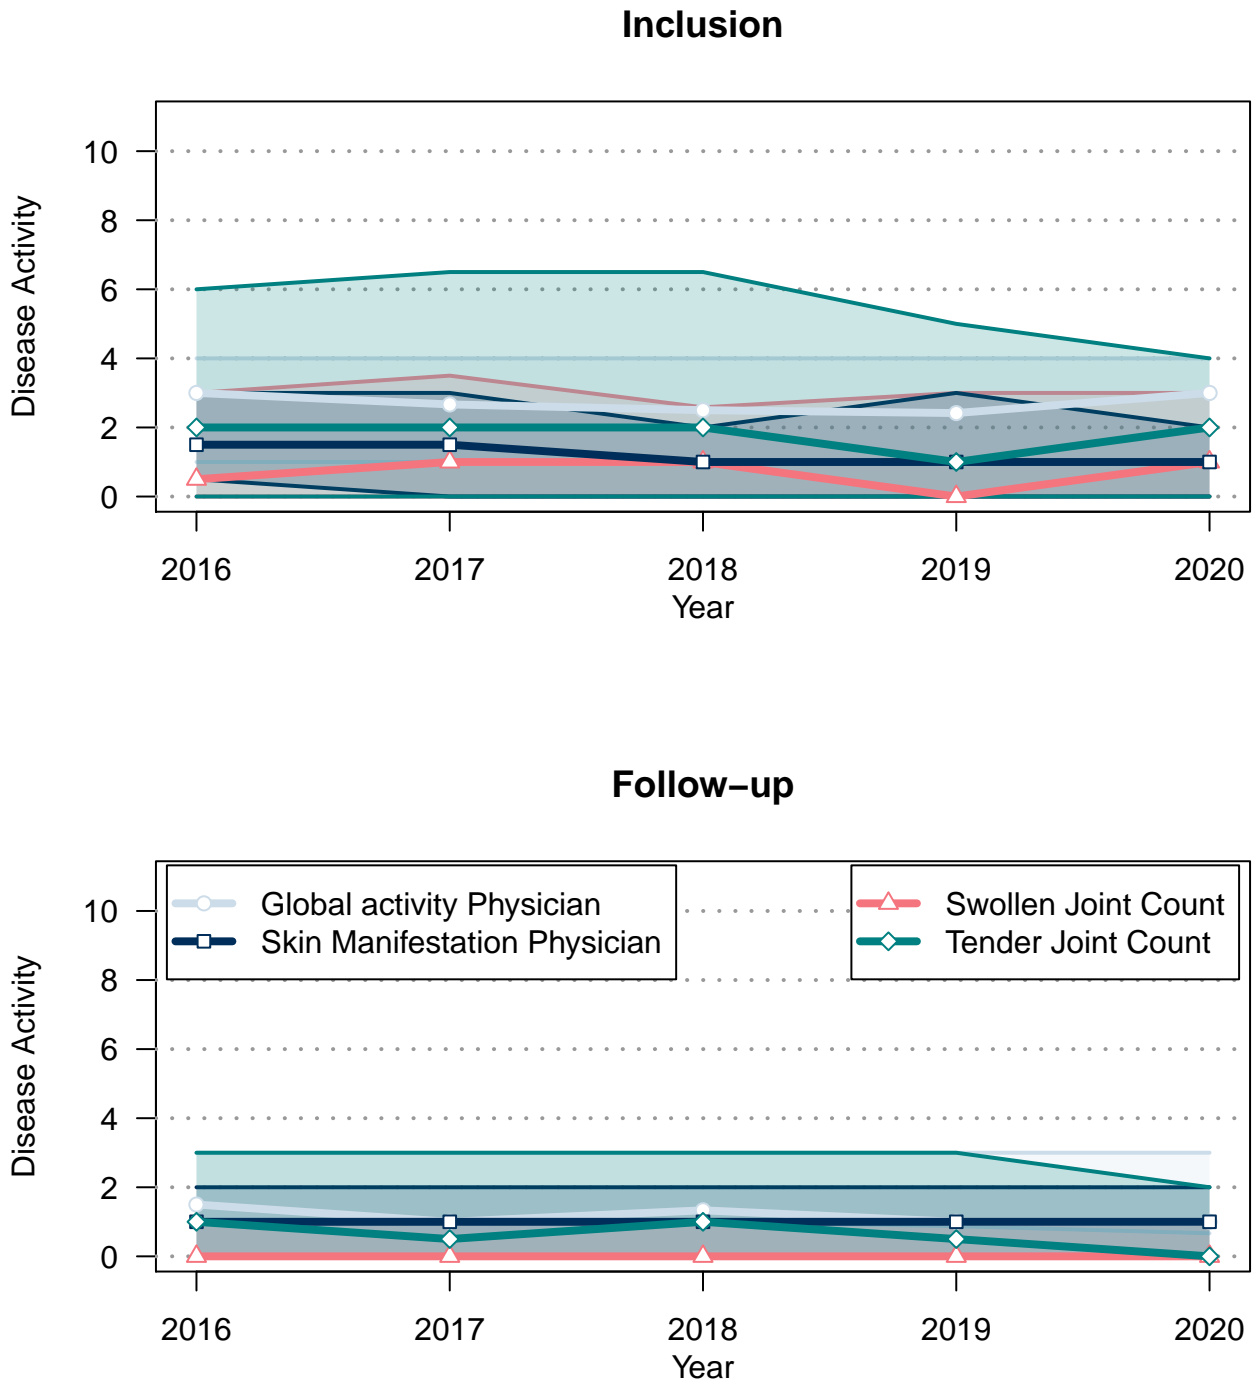 Inclusion
Disease Activity
10
8
6
4
2
0
2016 2017 2018 2019 2020
Year
Follow−up
Disease Activity
10
8
6
4
2
0
Global activity Physician
Skin Manifestation Physician
Swollen Joint Count
Tender Joint Count
2016 2017 2018 2019 2020
Year